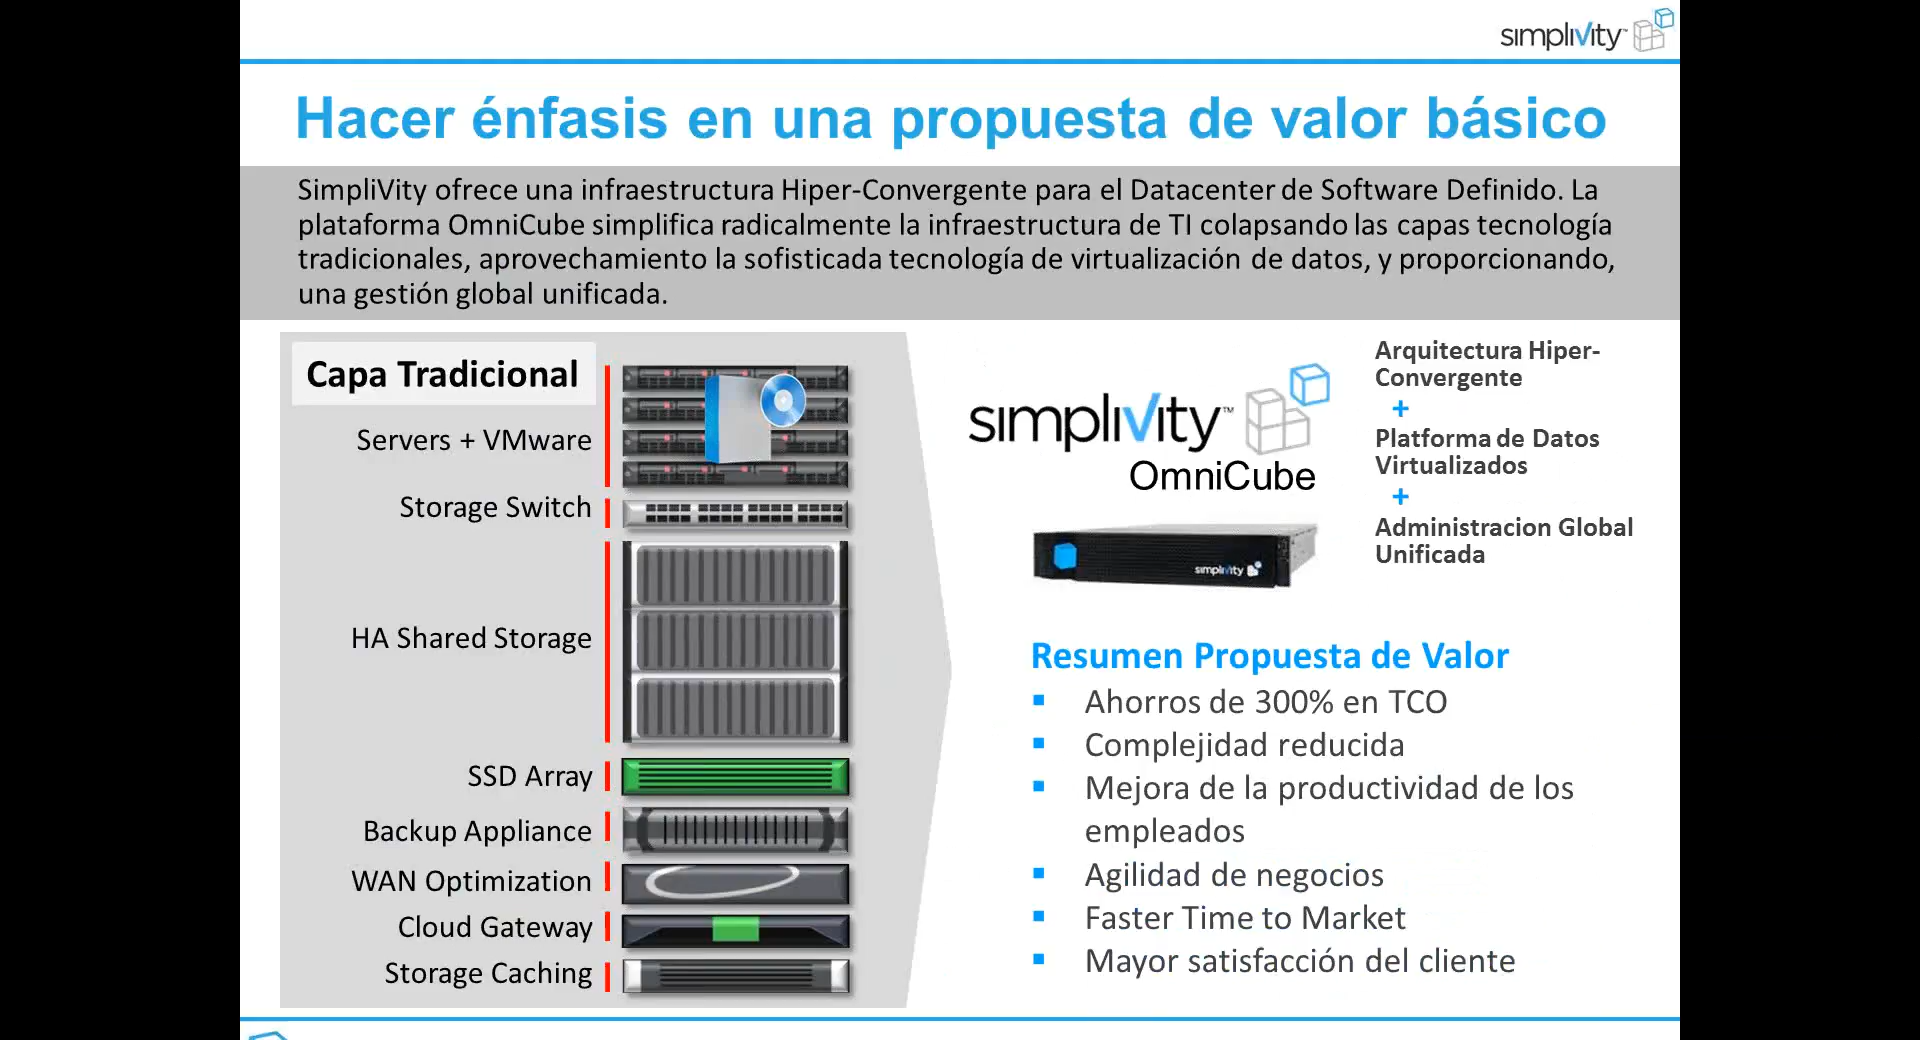 simplivity™
Hacer énfasis en una propuesta de valor básico
SimpliVity ofrece una infraestructura Hiper-Convergente para el Datacenter de Software Definido. La
plataforma OmniCube simplifica radicalmente la infraestructura de TI colapsando las capas tecnología
tradicionales, aprovechamiento la sofisticada tecnología de virtualización de datos, y proporcionando,
una gestión global unificada.
Capa Tradicional
Servers + VMware
Storage Switch
HA Shared Storage
SSD Array
Backup Appliance
WAN Optimization
Cloud Gateway
Storage Caching
simplivity™
OmniCube
simplivity
Arquitectura Hiper-
Convergente
+
Platforma de Datos
Virtualizados
+
Administracion Global
Unificada
Resumen Propuesta de Valor
▪ Ahorros de 300% en TCO
▪ Complejidad reducida
▪ Mejora de la productividad de los
empleados
▪ Agilidad de negocios
▪ Faster Time to Market
▪ Mayor satisfacción del cliente